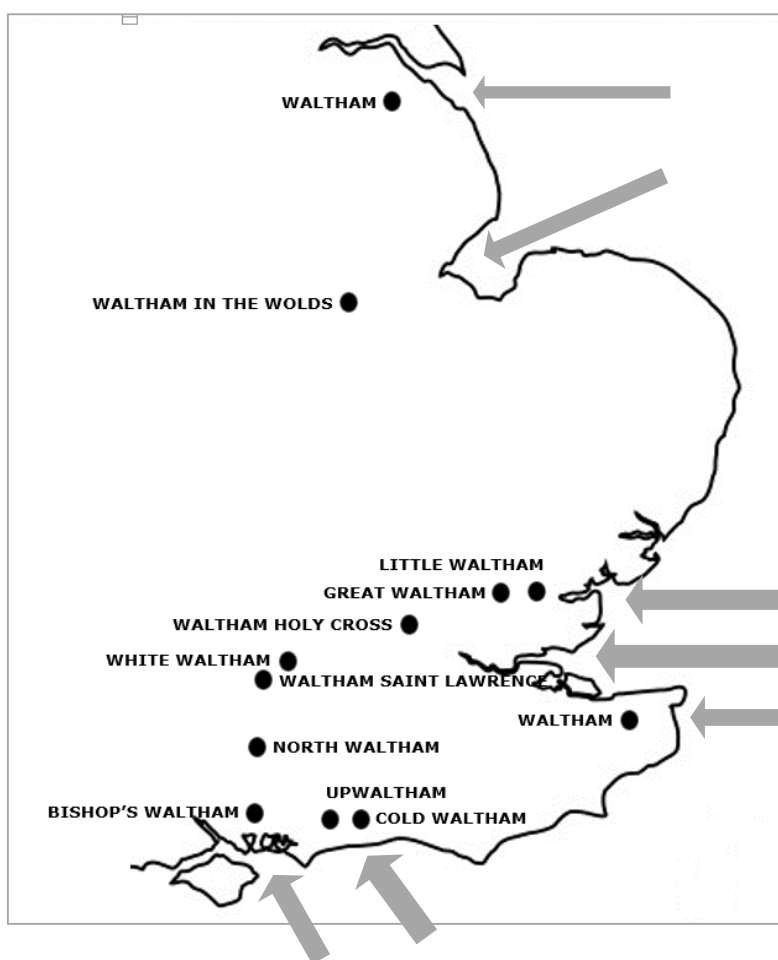 WALTHAM
WALTHAM IN THE WOLDS
LITTLE WALTHAM
GREAT WALTHAM
WALTHAM HOLY CROSS
WHITE WALTHAM
WALTHAM SAINT LAWRENCE
WALTHAM
NORTH WALTHAM
UPWALTHAM
BISHOP'S WALTHAM
COLD WALTHAM